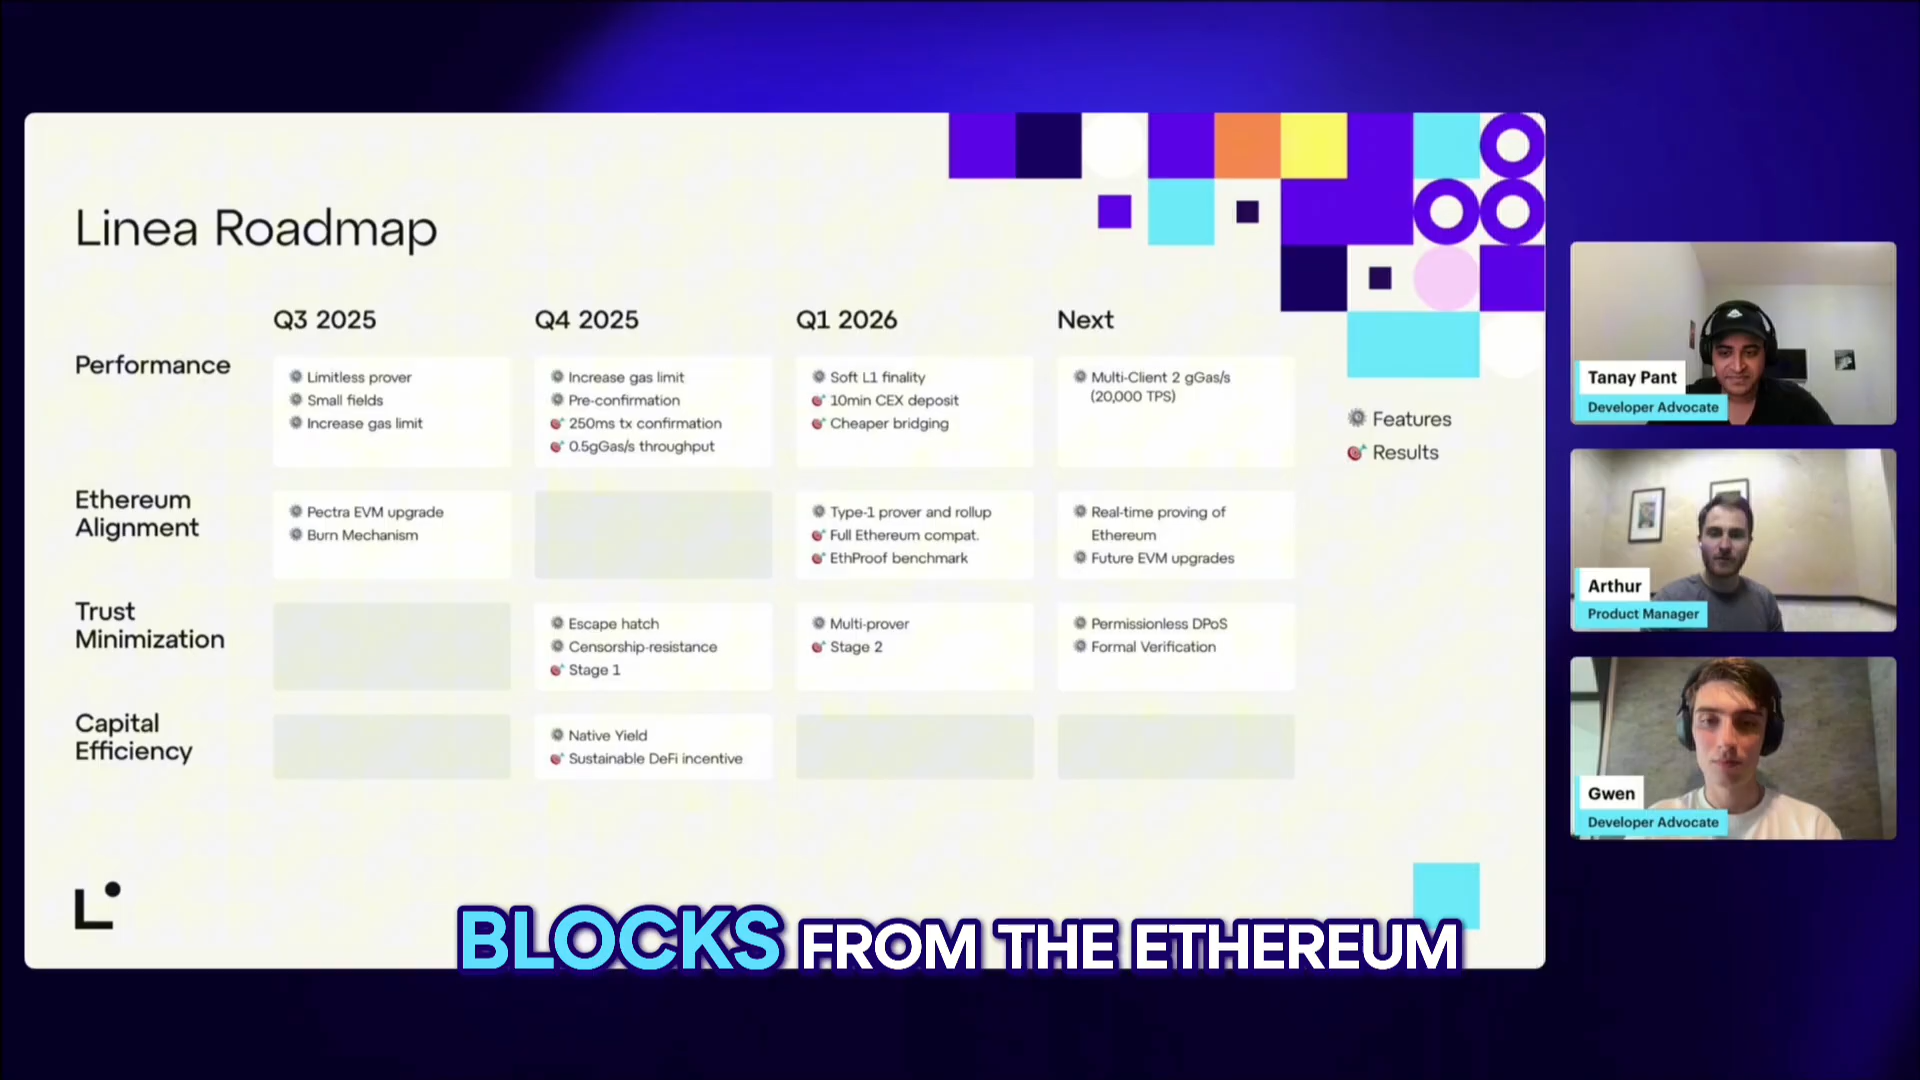 Linea Roadmap
Q3 2025
Q4 2025
Q1 2026
Next
Performance
Limitless prover
Small fields
Increase gas limit
Increase gas limit
Pre-confirmation
250ms tx confirmation
0.5gGas/s throughput
Soft L1 finality
10min CEX deposit
Cheaper bridging
Multi-Client 2 gGas/s
(20,000 TPS)
Features
Results
Ethereum
Alignment
Pectra EVM upgrade
Burn Mechanism
Type-1 prover and rollup
Full Ethereum compat.
EthProof benchmark
Real-time proving of
Ethereum
Future EVM upgrades
Trust
Minimization
Escape hatch
Censorship-resistance
Stage 1
Multi-prover
Stage 2
Permissionless DPoS
Formal Verification
Capital
Efficiency
Native Yield
Sustainable DeFi incentive
Tanay Pant
Developer Advocate
Arthur
Product Manager
Gwen
Developer Advocate
BLOCKS FROM THE ETHEREUM